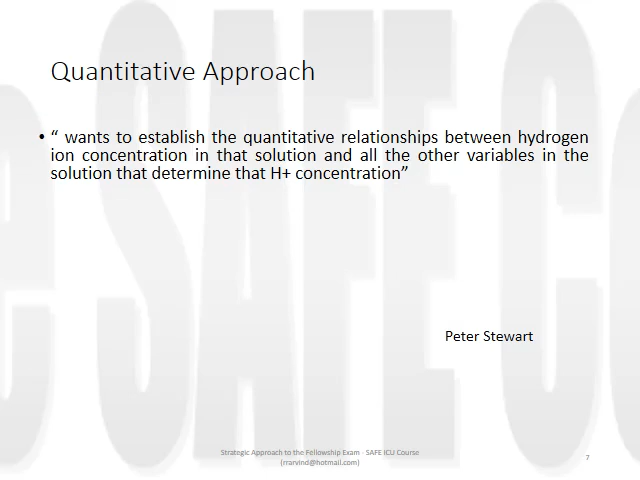 Quantitative Approach
• “ wants to establish the quantitative relationships between hydrogen
ion concentration in that solution and all the other variables in the
solution that determine that H+ concentration”
Peter Stewart
Strategic Approach to the Fellowship Exam - SAFE ICU Course
(rrarvind@hotmail.com)
7
e SAFE Co